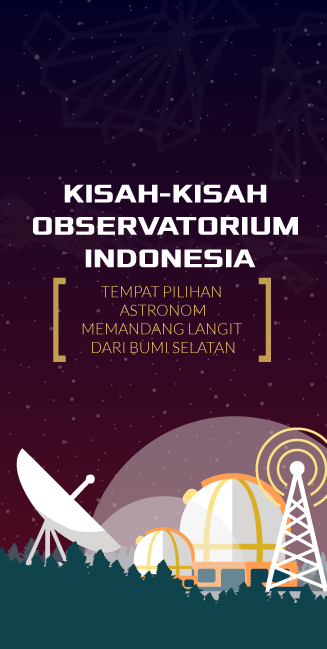 KISAH-KISAH
OBSERVATORIUM
INDONESIA
TEMPAT PILIHAN
ASTRONOM
MEMANDANG LANGIT
DARI BUMI SELATAN